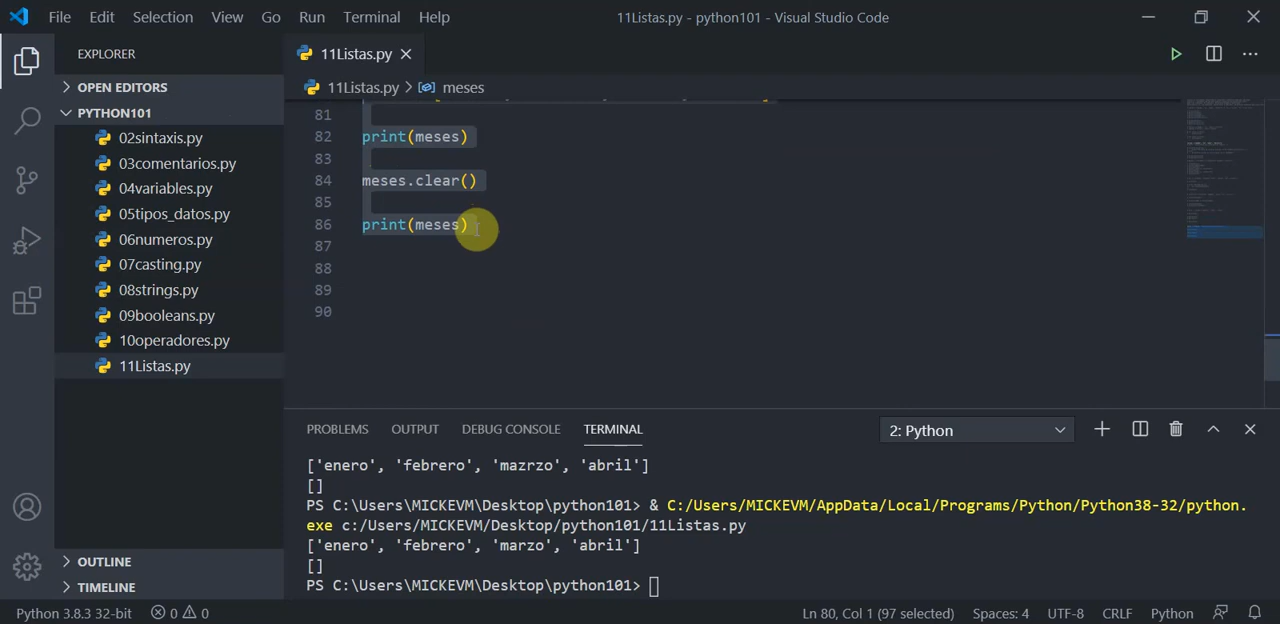 File Edit Selection View Go Run Terminal Help 11Listas.py - python101 - Visual Studio Code
EXPLORER
11Listas.py
OPEN EDITORS
11Listas.py > meses
PYTHON101
02sintaxis.py
03comentarios.py
04variables.py
05tipos_datos.py
06numeros.py
07casting.py
08strings.py
09booleans.py
10operadores.py
11Listas.py
OUTLINE
TIMELINE
81
82 print(meses)
83
84 meses.clear()
85
86 print(meses)
87
88
89
90
PROBLEMS OUTPUT DEBUG CONSOLE TERMINAL 2: Python
['enero', 'febrero', 'mazrzo', 'abril']
[]
PS C:\Users\MICKEVM\Desktop\python101> & C:/Users/MICKEVM/AppData/Local/Programs/Python/Python38-32/python.
exe c:/Users/MICKEVM/Desktop/python101/11Listas.py
['enero', 'febrero', 'marzo', 'abril']
[]
PS C:\Users\MICKEVM\Desktop\python101>
Python 3.8.3 32-bit 0 0 Ln 80, Col 1 (97 selected) Spaces: 4 UTF-8 CRLF Python